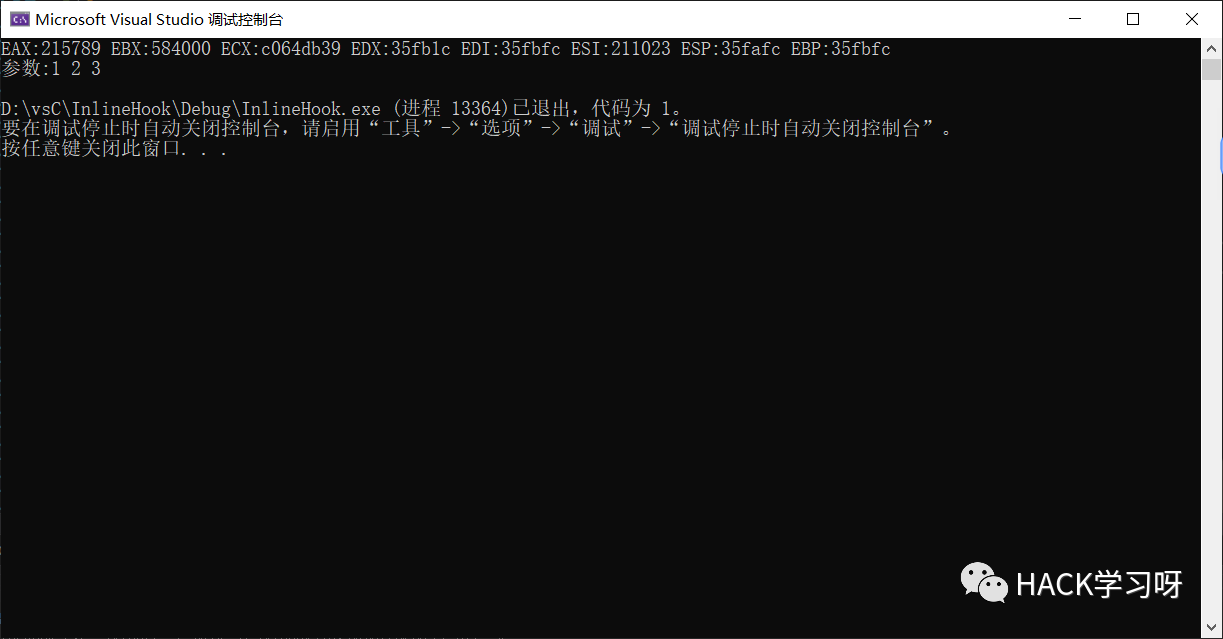 Microsoft Visual Studio 调试控制台
EAX:215789 EBX:584000 ECX:c064db39 EDX:35fb1c EDI:35fbfc ESI:211023 ESP:35fafc EBP:35fbfc
参数:1 2 3
D:\vsC\InlineHook\Debug\InlineHook.exe (进程 13364)已退出，代码为 1。
要在调试停止时自动关闭控制台，请启用“工具”->“选项”->“调试”->“调试停止时自动关闭控制台”。
按任意键关闭此窗口. . .
HACK学习呀